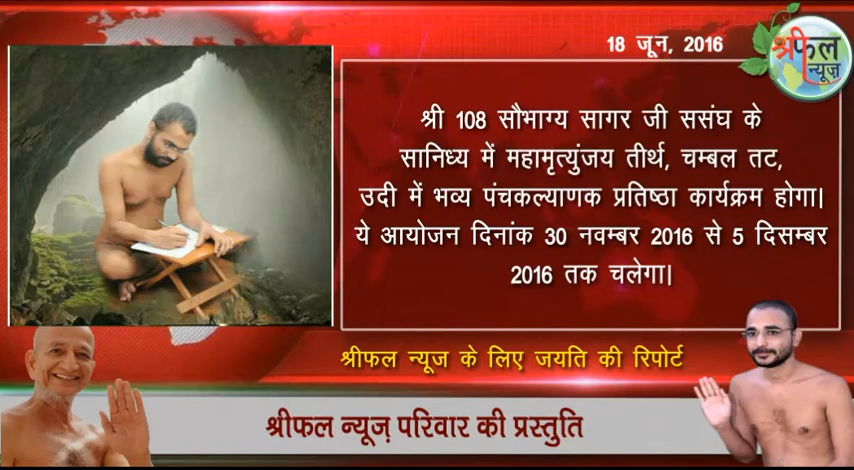 18 जून, 2016
श्रीफल
न्यूज़
श्री 108 सौभाग्य सागर जी ससंघ के
सानिध्य में महामृत्युंजय तीर्थ, चम्बल तट,
उदी में भव्य पंचकल्याणक प्रतिष्ठा कार्यक्रम होगा।
ये आयोजन दिनांक 30 नवम्बर 2016 से 5 दिसम्बर
2016 तक चलेगा।
श्रीफल न्यूज के लिए जयति की रिपोर्ट
श्रीफल न्यूज़ परिवार की प्रस्तुति